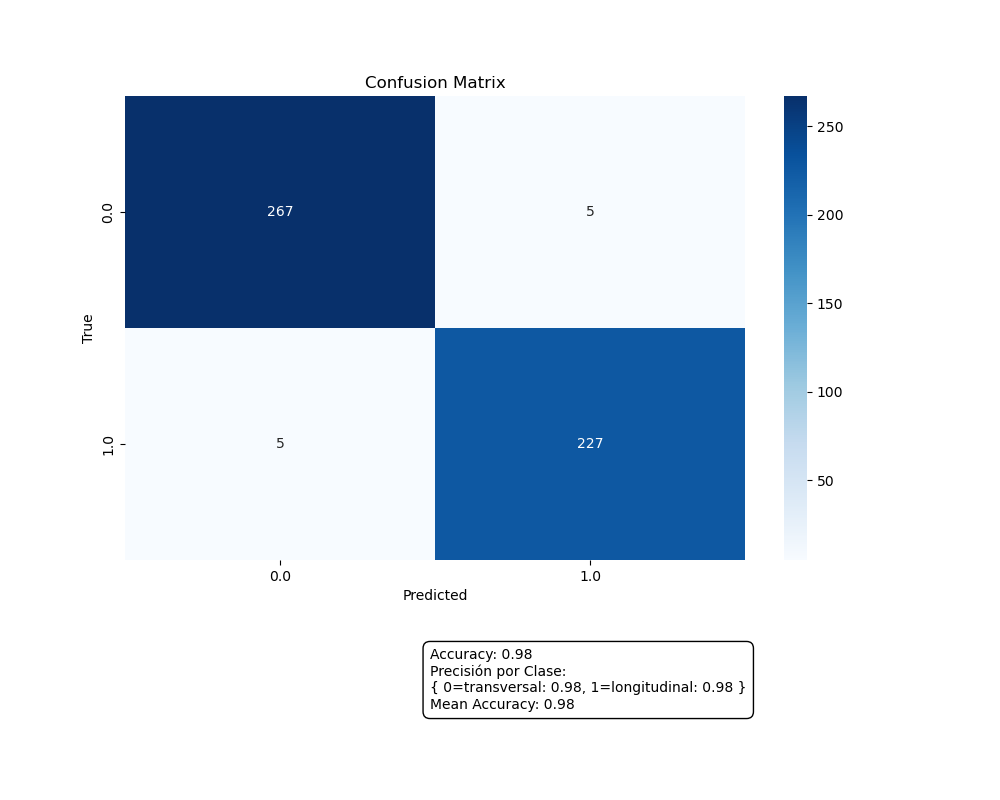 Confusion Matrix
267
5
5
227
0.0
1.0
True
0.0
1.0
Predicted
250
200
150
100
50
Accuracy: 0.98
Precisión por Clase:
{ 0=transversal: 0.98, 1=longitudinal: 0.98 }
Mean Accuracy: 0.98